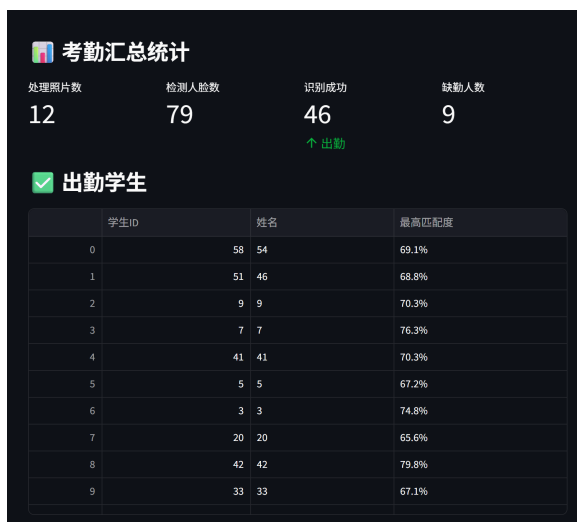 考勤汇总统计
处理照片数 检测人脸数 识别成功 缺勤人数
12 79 46 9
↑ 出勤
出勤学生
学生ID 姓名 最高匹配度
0 58 54 69.1%
1 51 46 68.8%
2 9 9 70.3%
3 7 7 76.3%
4 41 41 70.3%
5 5 5 67.2%
6 3 3 74.8%
7 20 20 65.6%
8 42 42 79.8%
9 33 33 67.1%